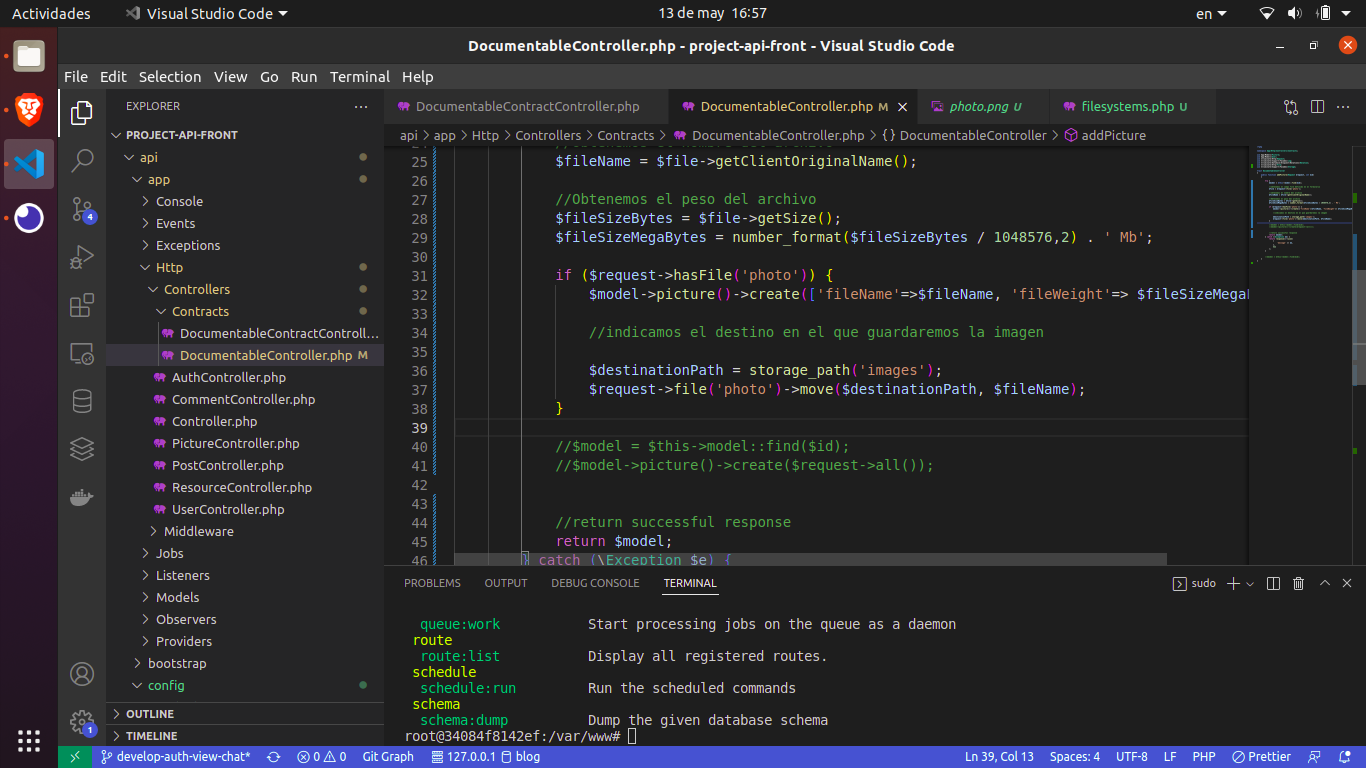 Actividades Visual Studio Code 13 de may 16:57 en
DocumentableController.php - project-api-front - Visual Studio Code
File Edit Selection View Go Run Terminal Help
EXPLORER
PROJECT-API-FRONT
api
app
Console
Events
Exceptions
Http
Controllers
Contracts
DocumentableContractControll...
DocumentableController.php M
AuthController.php
CommentController.php
Controller.php
PictureController.php
PostController.php
ResourceController.php
UserController.php
Middleware
Jobs
Listeners
Models
Observers
Providers
bootstrap
config
OUTLINE
TIMELINE
4
1
DocumentableContractController.php DocumentableController.php M photo.png U filesystems.php U
api > app > Http > Controllers > Contracts > DocumentableController.php > {} DocumentableController > addPicture
25 $fileName = $file->getClientOriginalName();
26
27 //Obtenemos el peso del archivo
28 $fileSizeBytes = $file->getSize();
29 $fileSizeMegaBytes = number_format($fileSizeBytes / 1048576,2) . ' Mb';
30
31 if ($request->hasFile('photo')) {
32 $model->picture()->create(['fileName'=>$fileName, 'fileWeight'=> $fileSizeMegaB
33
34 //indicamos el destino en el que guardaremos la imagen
35
36 $destinationPath = storage_path('images');
37 $request->file('photo')->move($destinationPath, $fileName);
38 }
39
40 //$model = $this->model::find($id);
41 //$model->picture()->create($request->all());
42
43
44 //return successful response
45 return $model;
46 } catch (\Exception $e) {
PROBLEMS OUTPUT DEBUG CONSOLE TERMINAL sudo
queue:work Start processing jobs on the queue as a daemon
route
route:list Display all registered routes.
schedule
schedule:run Run the scheduled commands
schema
schema:dump Dump the given database schema
root@34084f8142ef:/var/www#
develop-auth-view-chat* 0 0 Git Graph 127.0.0.1 blog Ln 39, Col 13 Spaces: 4 UTF-8 LF PHP Prettier